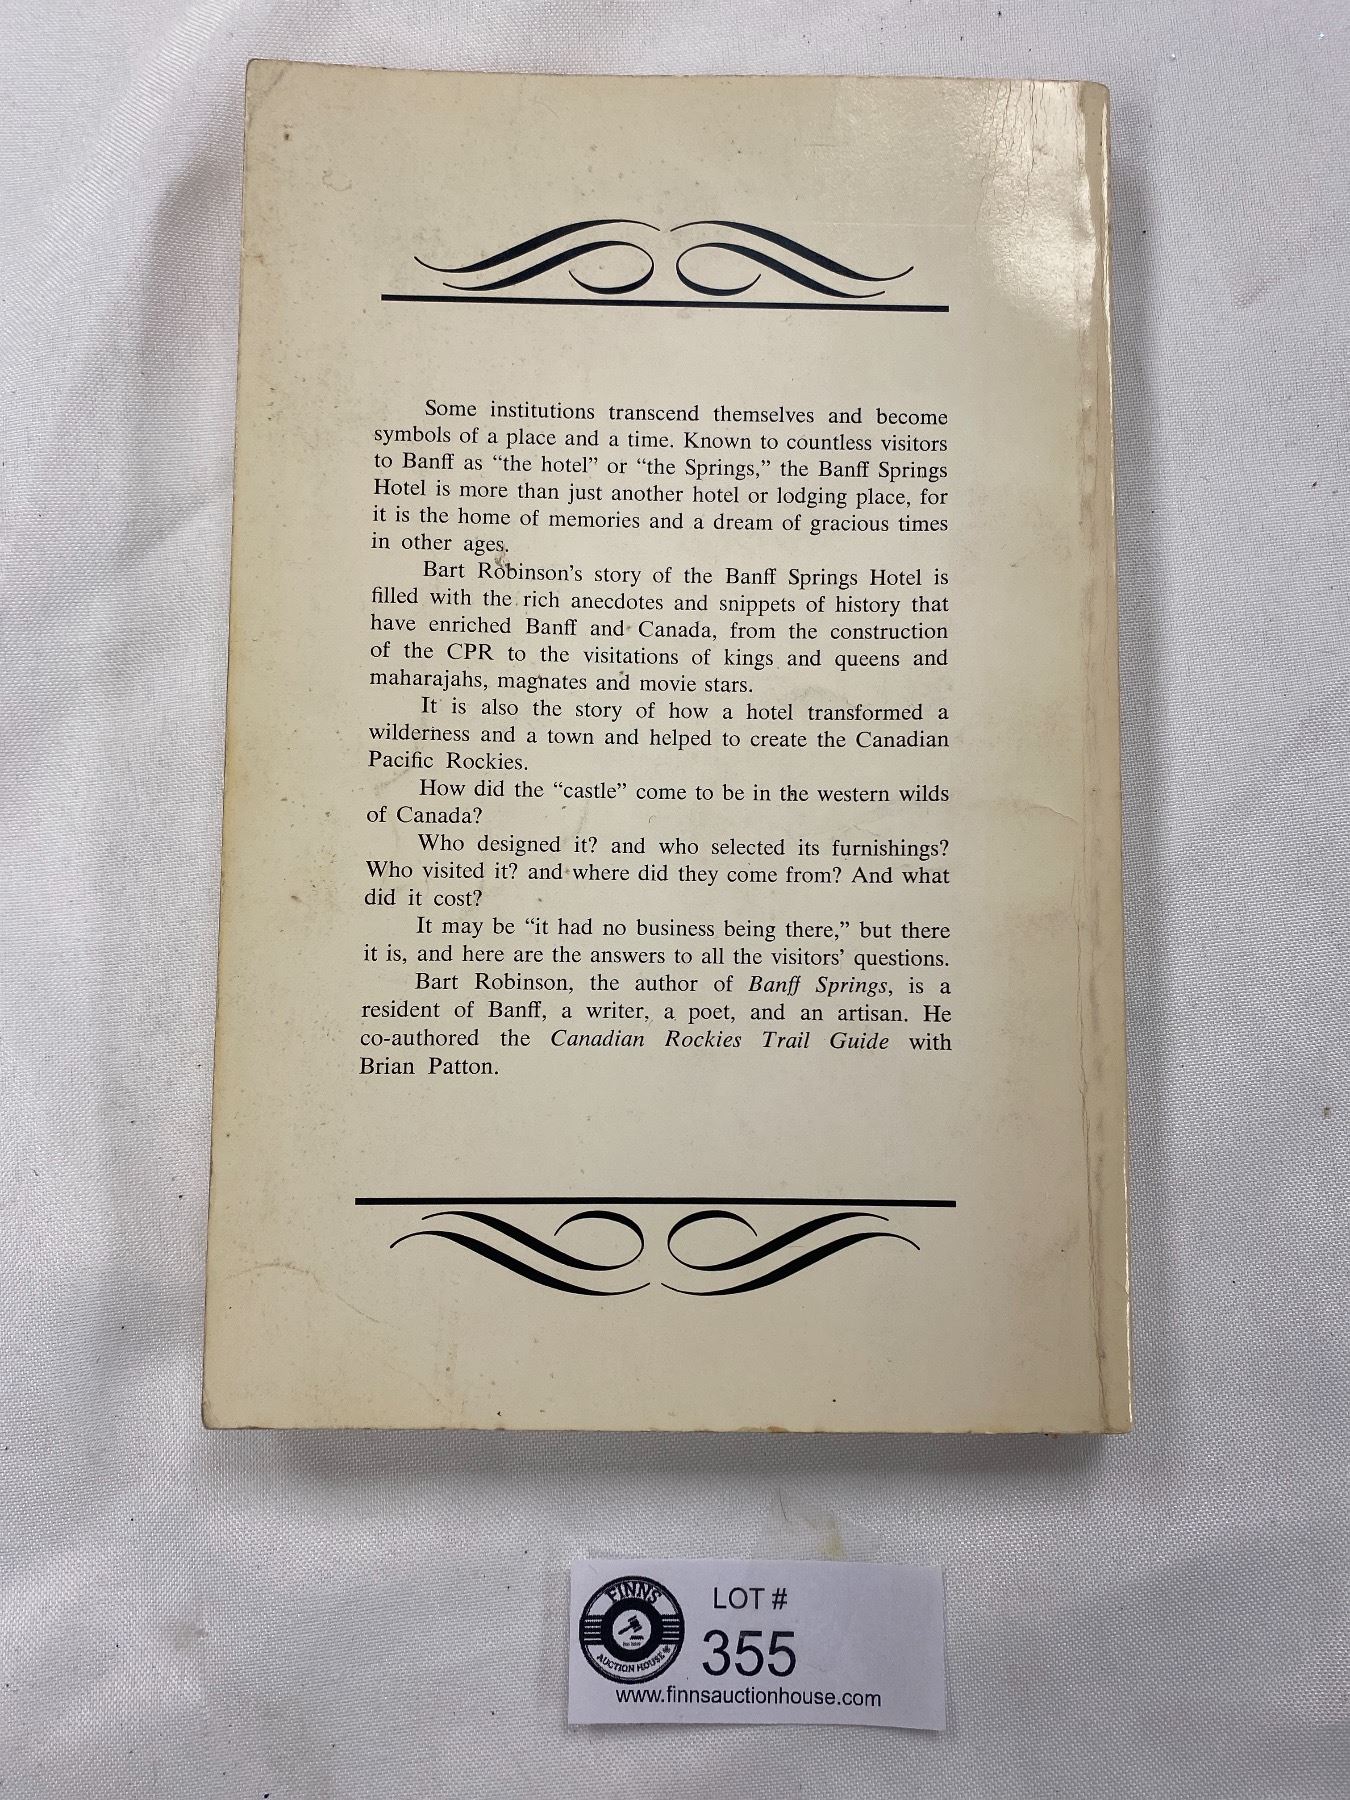 Some institutions transcend themselves and become
symbols of a place and a time. Known to countless visitors
to Banff as “the hotel” or “the Springs,” the Banff Springs
Hotel is more than just another hotel or lodging place, for
it is the home of memories and a dream of gracious times
in other ages.
Bart Robinson’s story of the Banff Springs Hotel is
filled with the rich anecdotes and snippets of history that
have enriched Banff and Canada, from the construction
of the CPR to the visitations of kings and queens and
maharajahs, magnates and movie stars.
It is also the story of how a hotel transformed a
wilderness and a town and helped to create the Canadian
Pacific Rockies.
How did the “castle” come to be in the western wilds
of Canada?
Who designed it? and who selected its furnishings?
Who visited it? and where did they come from? And what
did it cost?
It may be “it had no business being there,” but there
it is, and here are the answers to all the visitors’ questions.
Bart Robinson, the author of Banff Springs, is a
resident of Banff, a writer, a poet, and an artisan. He
co-authored the Canadian Rockies Trail Guide with
Brian Patton.
FINNS
AUCTION HOUSE
LOT #
355
www.finnsauctionhouse.com